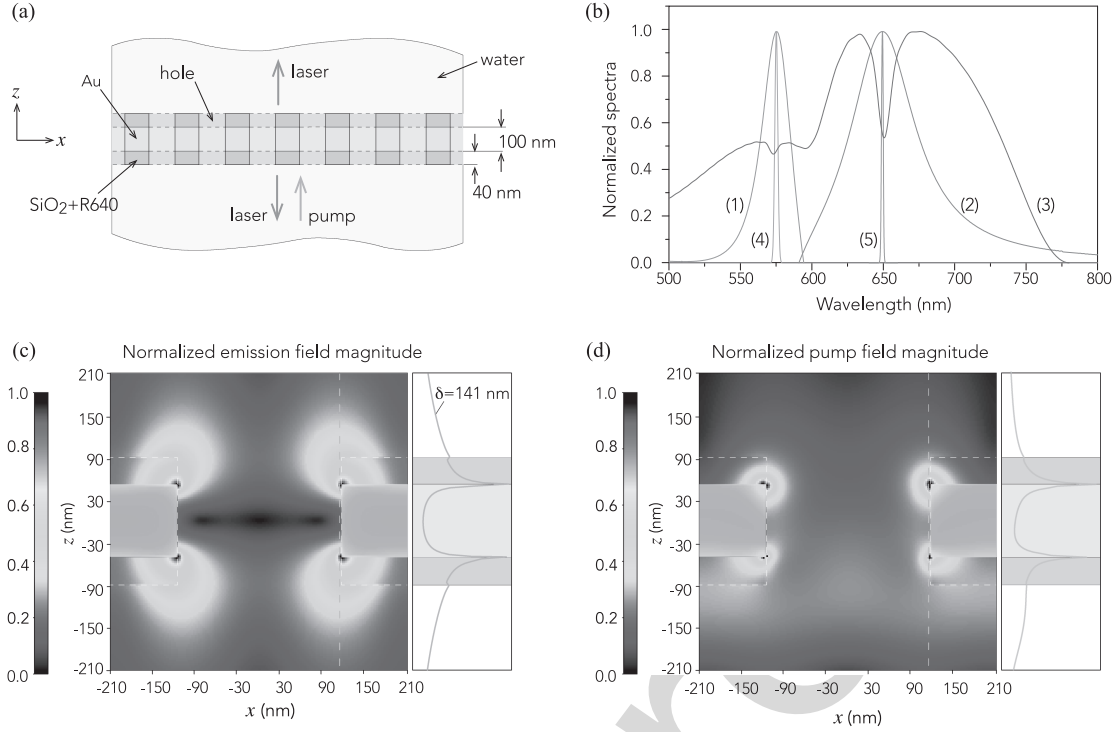 (a)
z
x
Au
hole
laser
water
SiO2+R640
laser
pump
100 nm
40 nm
(b)
Normalized spectra
1.0
0.8
0.6
0.4
0.2
0.0
(1)
(4)
(5)
(2)
(3)
500
550
600
650
700
750
800
Wavelength (nm)
(c)
Normalized emission field magnitude
1.0
0.8
0.6
0.4
0.2
0.0
z (nm)
210
150
90
30
-30
-90
-150
-210
δ=141 nm
-210
-150
-90
-30
30
90
150
210
x (nm)
(d)
Normalized pump field magnitude
1.0
0.8
0.6
0.4
0.2
0.0
z (nm)
210
150
90
30
-30
-90
-150
-210
-210
-150
-90
-30
30
90
150
210
x (nm)